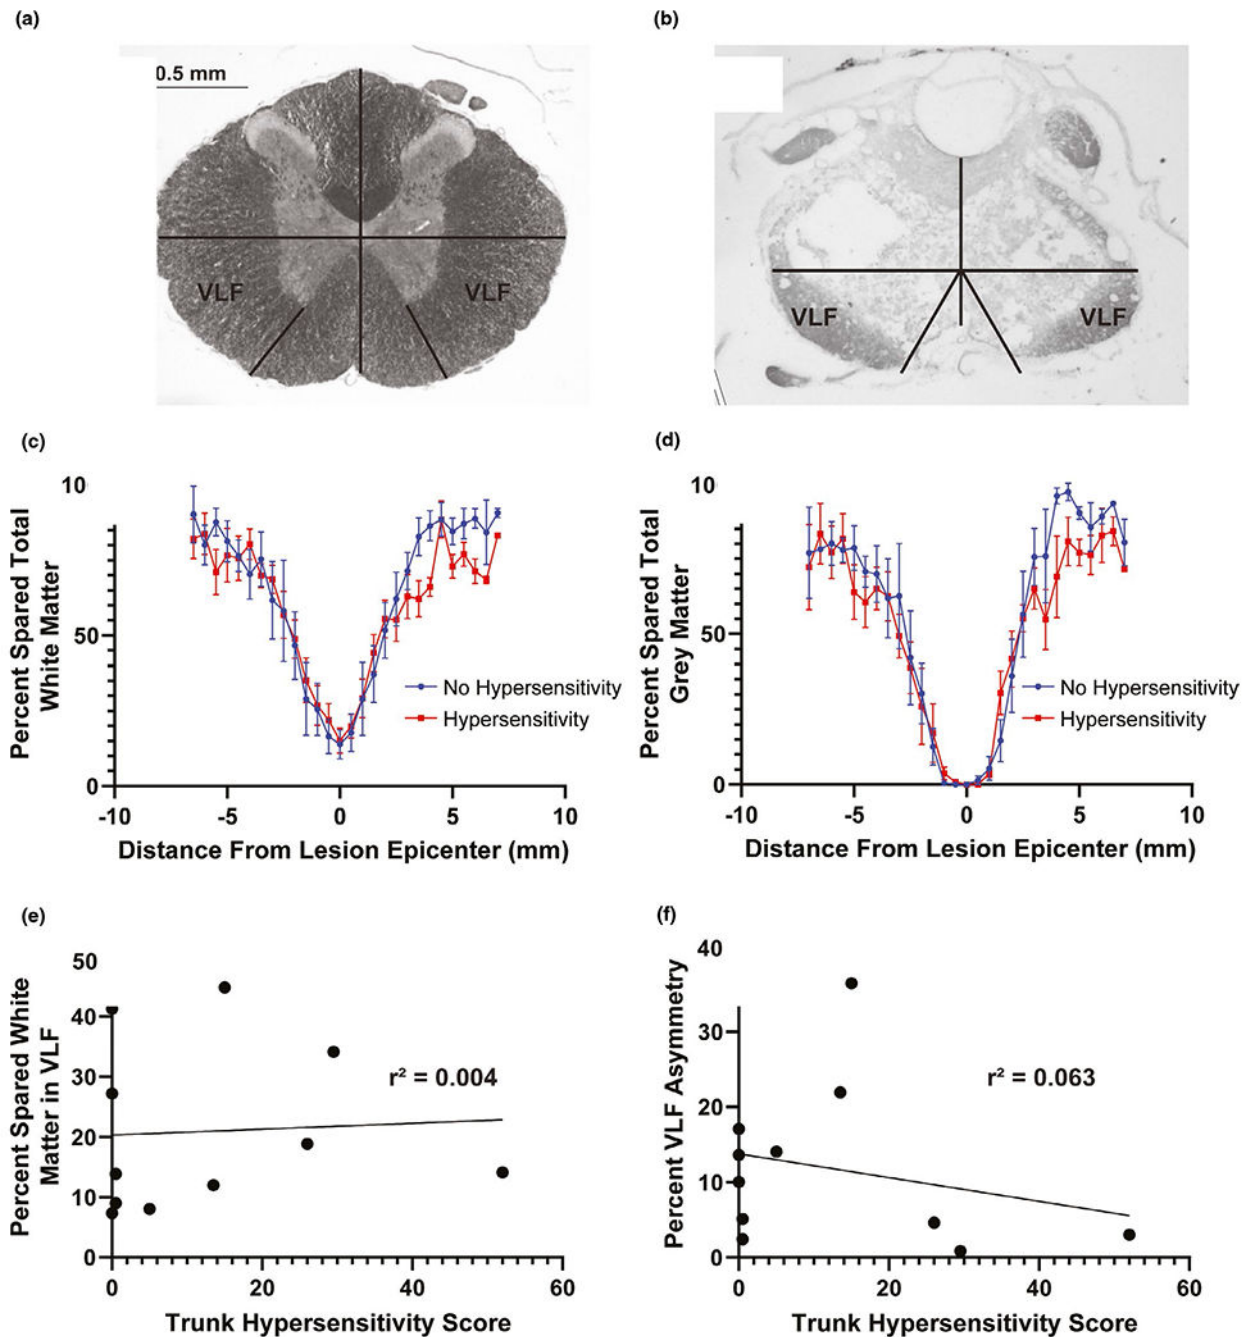 (a)
(b)
0.5 mm
VLF
VLF
VLF
VLF
(c)
(d)
10
50
0
Percent Spared Total
White Matter
No Hypersensitivity
Hypersensitivity
-10
-5
0
5
10
Distance From Lesion Epicenter (mm)
10
50
0
Percent Spared Total
Grey Matter
No Hypersensitivity
Hypersensitivity
-10
-5
0
5
10
Distance From Lesion Epicenter (mm)
(e)
(f)
50
40
30
20
10
0
Percent Spared White
Matter in VLF
r² = 0.004
0
20
40
60
Trunk Hypersensitivity Score
40
30
20
10
0
Percent VLF Asymmetry
r² = 0.063
0
20
40
60
Trunk Hypersensitivity Score